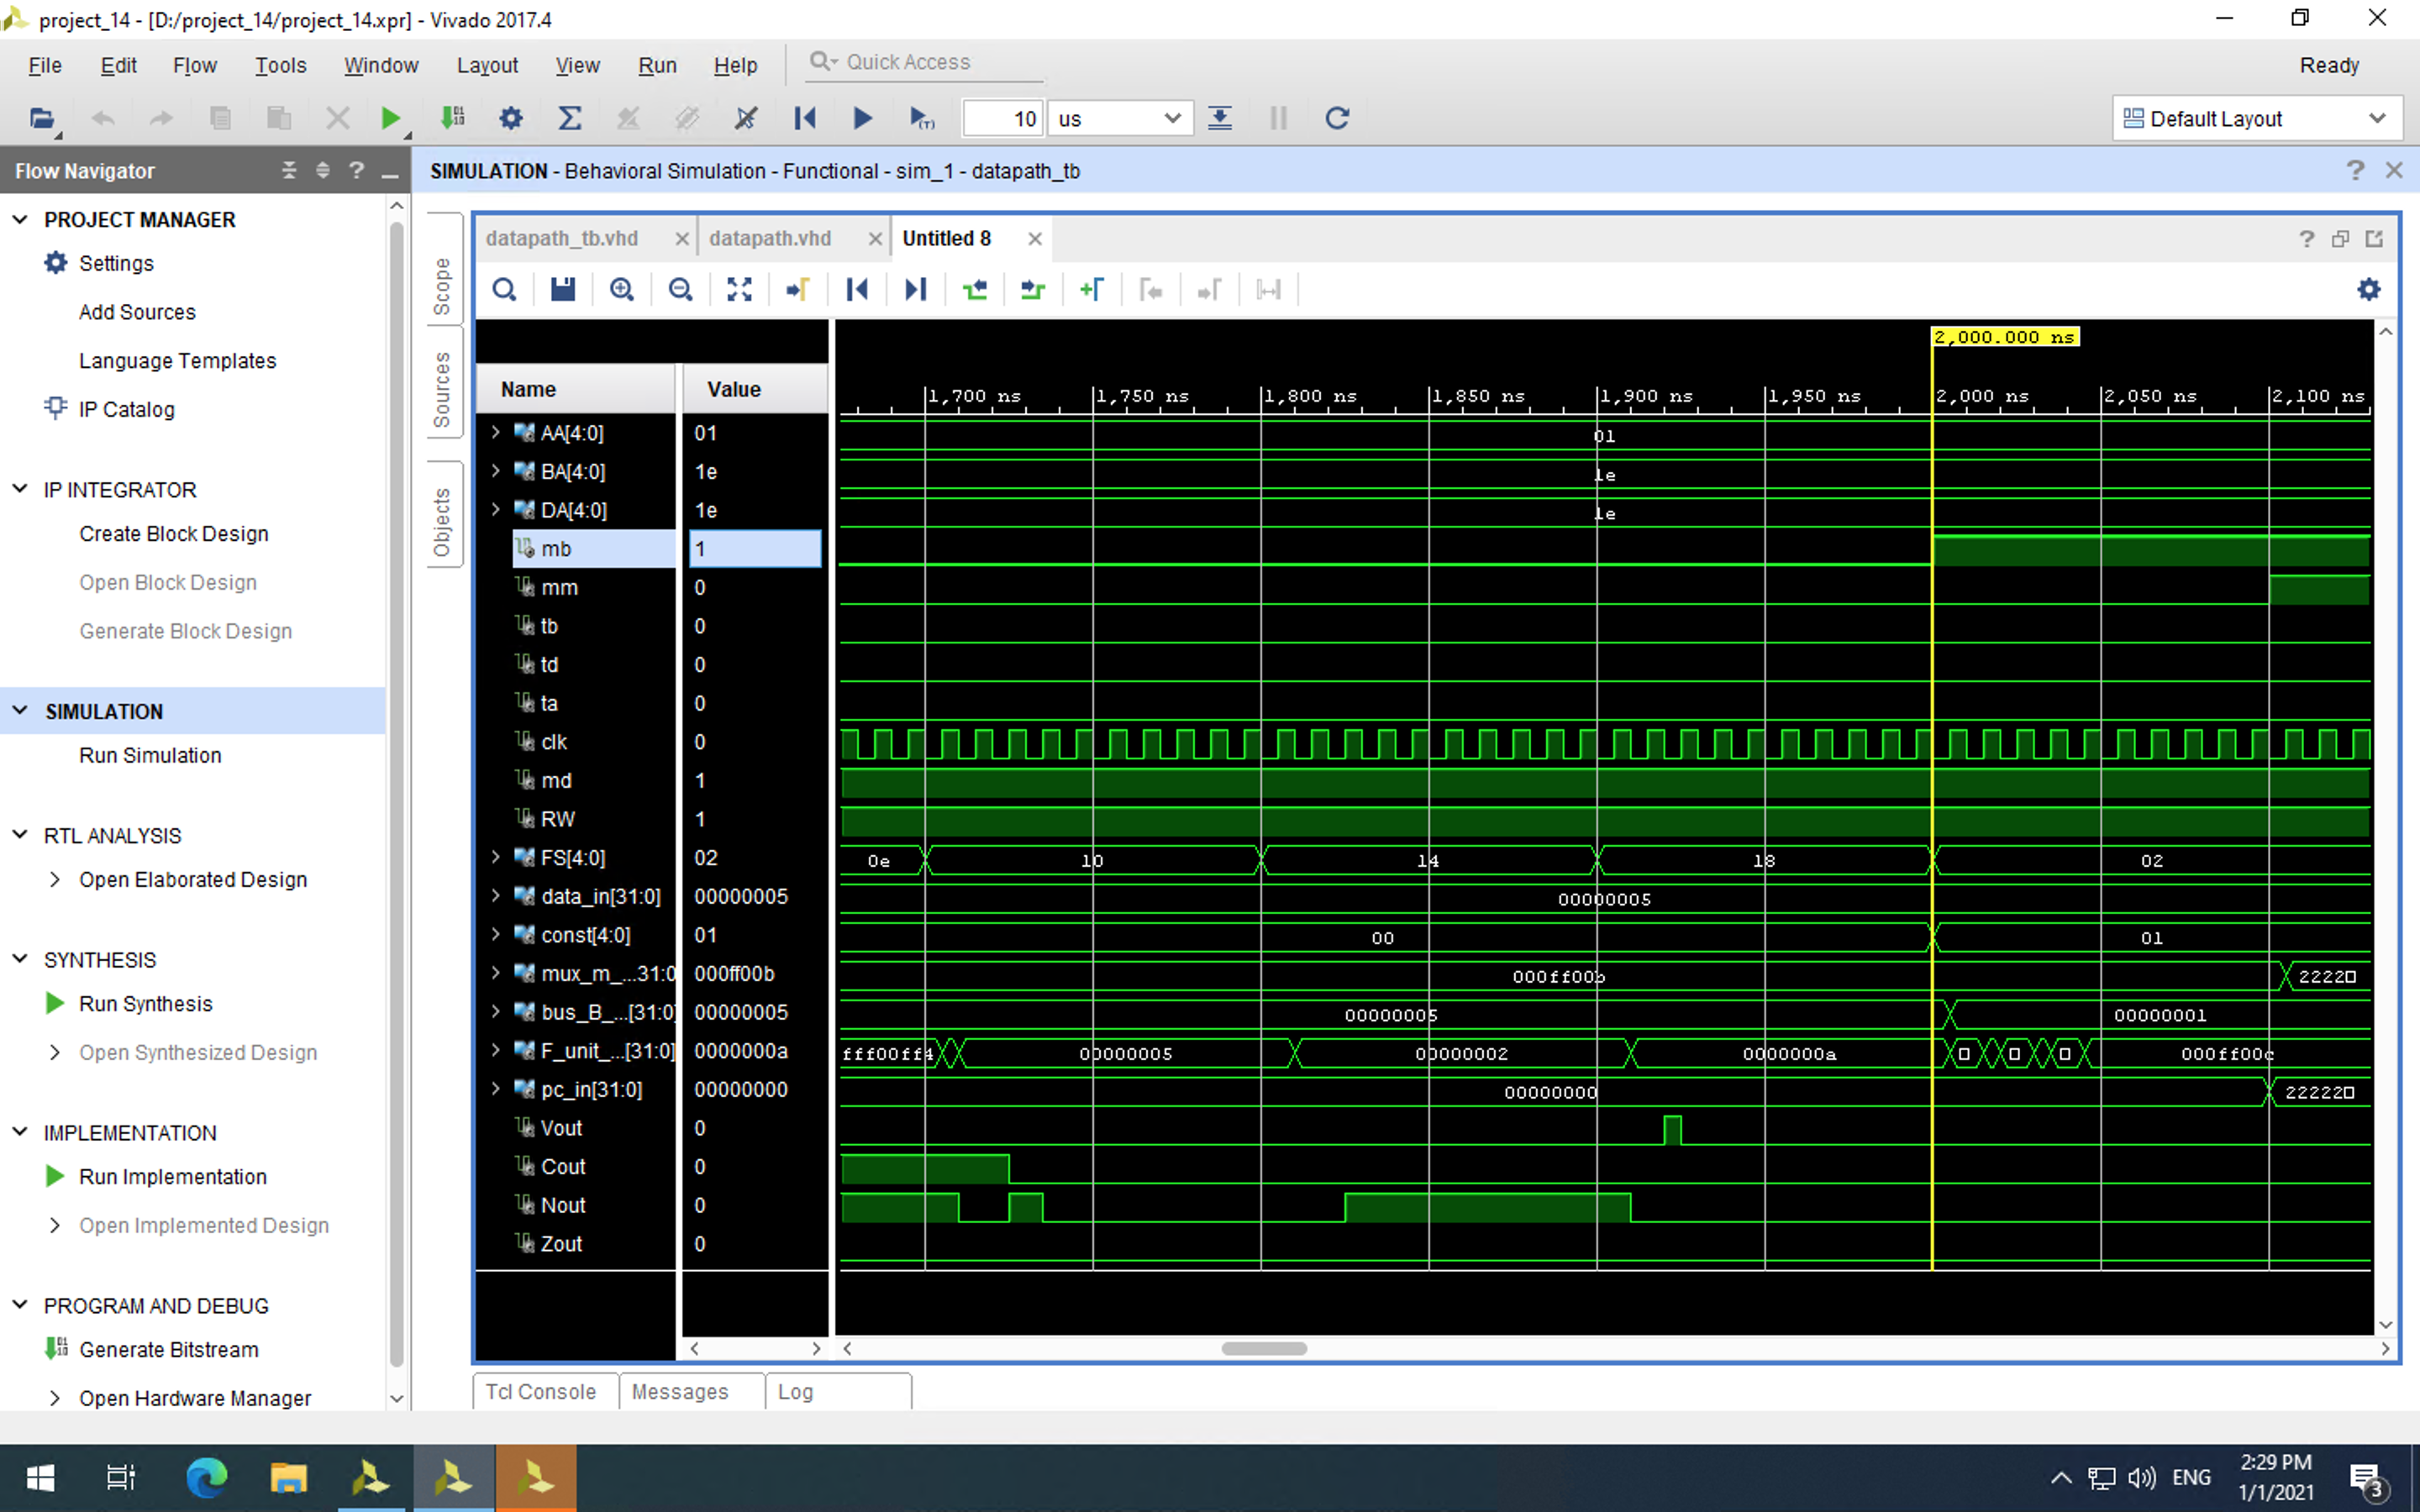 project_14 - [D:/project_14/project_14.xpr] - Vivado 2017.4
File Edit Flow Tools Window Layout View Run Help Quick Access Ready
10 us Default Layout
Flow Navigator
SIMULATION - Behavioral Simulation - Functional - sim_1 - datapath_tb
PROJECT MANAGER
Settings
Add Sources
Language Templates
IP Catalog
IP INTEGRATOR
Create Block Design
Open Block Design
Generate Block Design
SIMULATION
Run Simulation
RTL ANALYSIS
Open Elaborated Design
SYNTHESIS
Run Synthesis
Open Synthesized Design
IMPLEMENTATION
Run Implementation
Open Implemented Design
PROGRAM AND DEBUG
Generate Bitstream
Open Hardware Manager
Scope
Sources
Objects
datapath_tb.vhd datapath.vhd Untitled 8
2,000.000 ns
Name Value
1,700 ns 1,750 ns 1,800 ns 1,850 ns 1,900 ns 1,950 ns 2,000 ns 2,050 ns 2,100 ns
AA[4:0] 01 01
BA[4:0] 1e 1e
DA[4:0] 1e 1e
mb 1
mm 0
tb 0
td 0
ta 0
clk 0
md 1
RW 1
FS[4:0] 02 0e 10 14 18 02
data_in[31:0] 00000005 00000005
const[4:0] 01 00 01
mux_m_...31:0 000ff00b 000ff00b 2222
bus_B_...[31:0] 00000005 00000005 00000001
F_unit_...[31:0] 0000000a fff00ff4 00000005 00000002 0000000a 000ff00c
pc_in[31:0] 00000000 00000000 22222
Vout 0
Cout 0
Nout 0
Zout 0
Tcl Console Messages Log
ENG
2:29 PM
1/1/2021
3